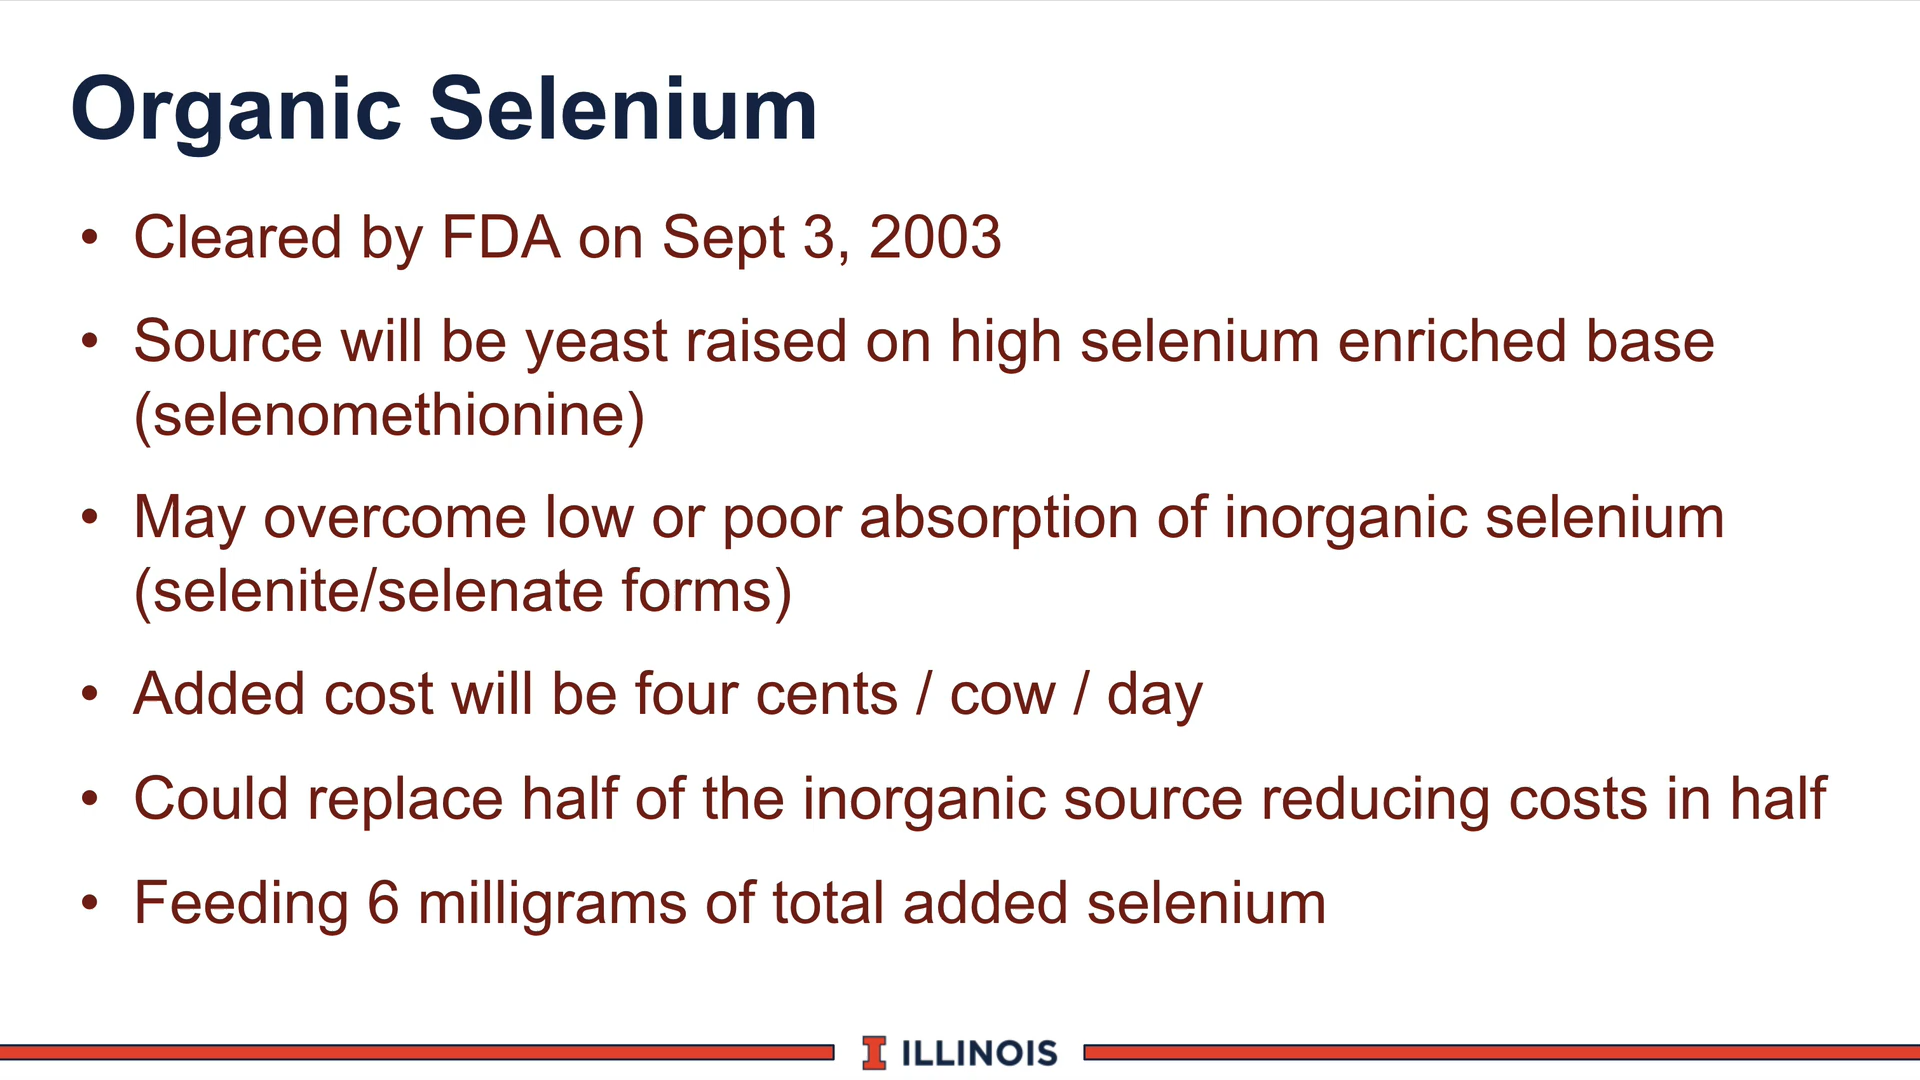 Organic Selenium
• Cleared by FDA on Sept 3, 2003
• Source will be yeast raised on high selenium enriched base
(selenomethionine)
• May overcome low or poor absorption of inorganic selenium
(selenite/selenate forms)
• Added cost will be four cents / cow / day
• Could replace half of the inorganic source reducing costs in half
• Feeding 6 milligrams of total added selenium
I ILLINOIS